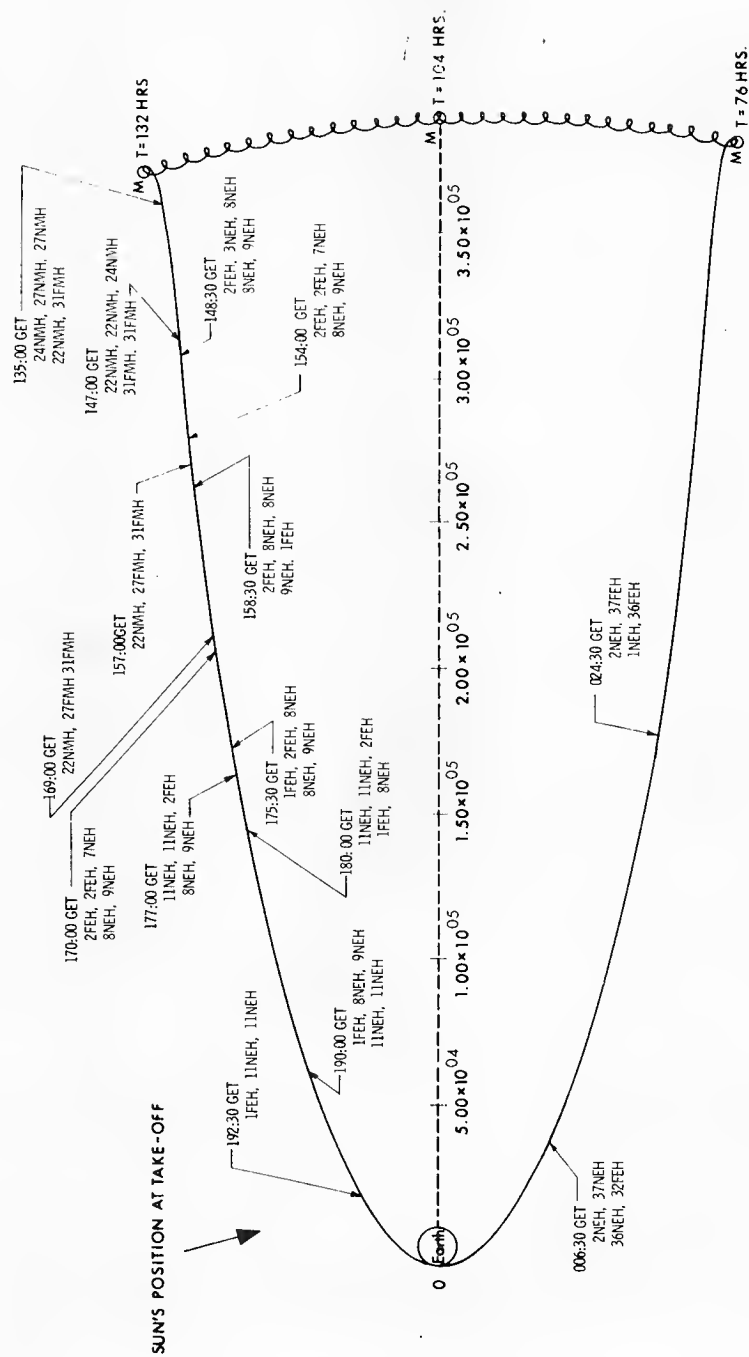 SUN'S POSITION AT TAKE-OFF
192:30 GET
1FEH, 11NEH, 11NEH
190:00 GET
1FEH, 8NEH, 9NEH
11NEH, 11NEH
180:00 GET
11NEH, 11NEH, 2FEH
1FEH, 8NEH
177:00 GET
11NEH, 11NEH, 2FEH
8NEH, 9NEH
175:30 GET
1FEH, 2FEH, 8NEH
8NEH, 9NEH
170:00 GET
2FEH, 2FEH, 7NEH
8NEH, 9NEH
169:00 GET
22NMH, 27FMH 31FMH
158:30 GET
2FEH, 8NEH, 8NEH
9NEH, 1FEH
157:00GET
22NMH, 27FMH, 31FMH
154:00 GET
2FEH, 2FEH, 7NEH
8NEH, 9NEH
148:30 GET
2FEH, 3NEH, 8NEH
8NEH, 9NEH
147:00 GET
22NMH, 22NMH, 24NMH
31FMH, 31FMH
135:00 GET
24NMH, 27NMH, 27NMH
22NMH, 31FMH
M T = 132 HRS
0
Earth
5.00×10 04
1.00×10 05
1.50×10 05
2.00×10 05
2.50×10 05
3.00×10 05
3.50×10 05
M T = 104 HRS.
006:30 GET
2NEH, 37NEH
36NEH, 32FEH
024:30 GET
2NEH, 37FEH
1NEH, 36FEH
M T = 76 HRS.